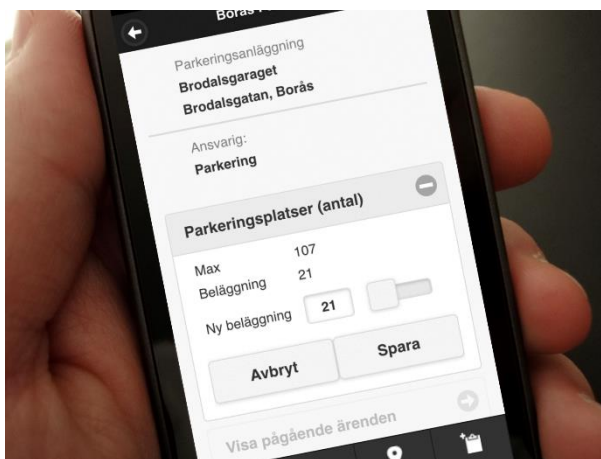 Borås
Parkeringsanläggning
Brodalsgaraget
Brodalsgatan, Borås
Ansvarig:
Parkering
Parkeringsplatser (antal)
Max 107
Beläggning 21
Ny beläggning 21
Avbryt Spara
Visa pågående ärenden